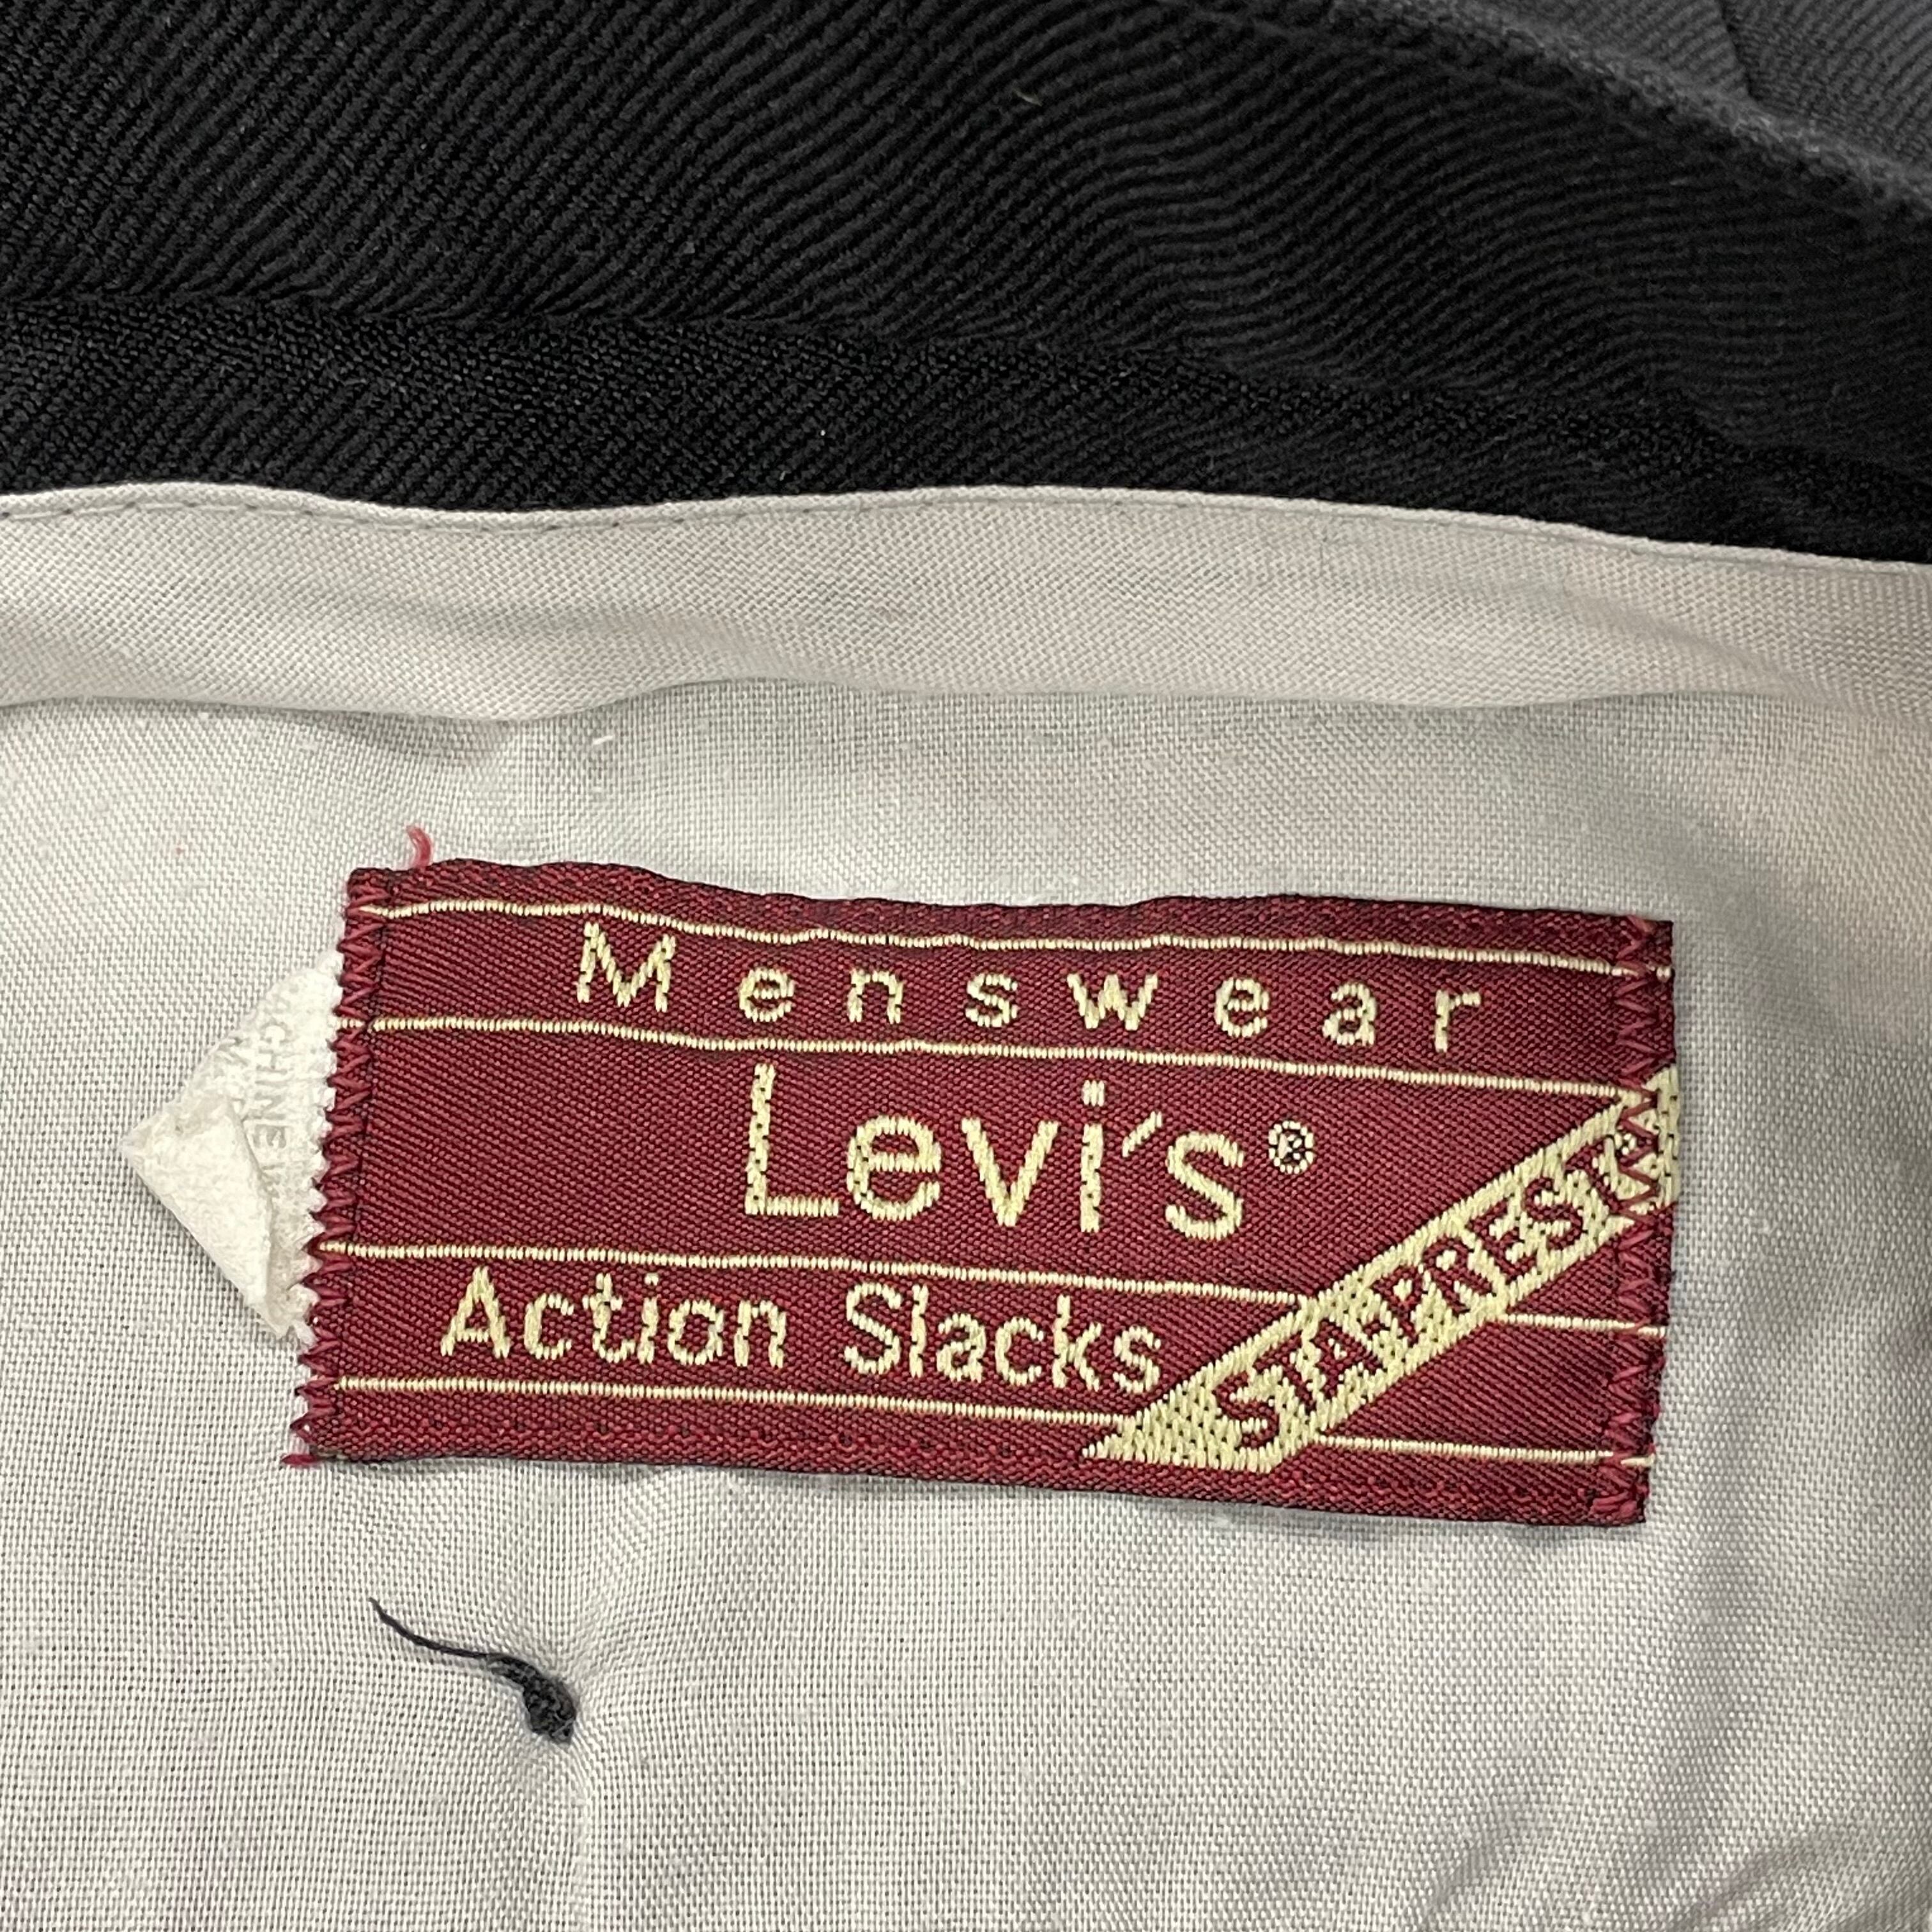 Menswear
Levi's®
Action Slacks
STA PREST